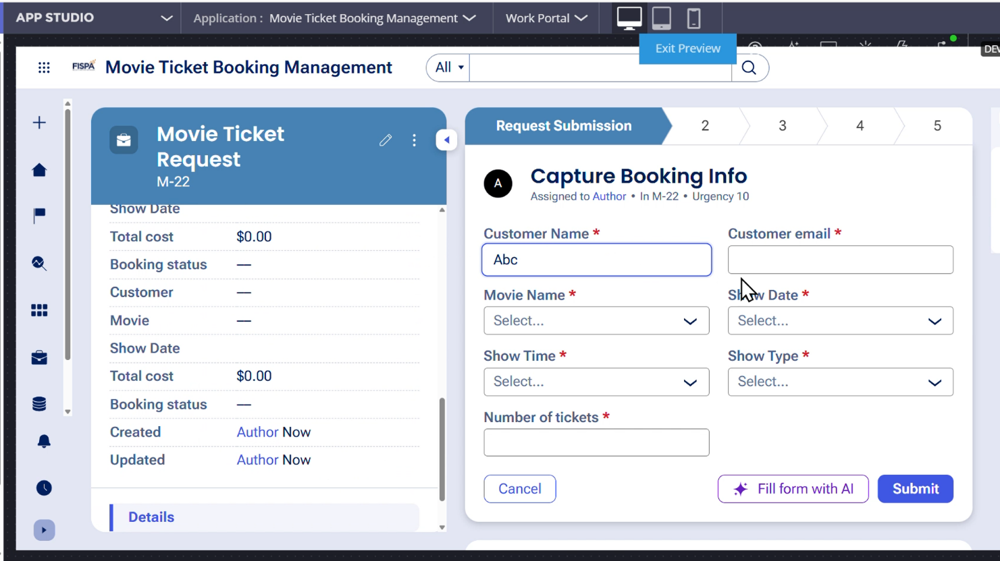 APP STUDIO
Application : Movie Ticket Booking Management
Work Portal
Exit Preview
DEV
FISPA
Movie Ticket Booking Management
All
Movie Ticket
Request
M-22
Show Date
Total cost $0.00
Booking status —
Customer —
Movie —
Show Date
Total cost $0.00
Booking status —
Created Author Now
Updated Author Now
Details
Request Submission 2 3 4 5
A
Capture Booking Info
Assigned to Author • In M-22 • Urgency 10
Customer Name * Customer email *
Abc
Movie Name * Show Date *
Select... Select...
Show Time * Show Type *
Select... Select...
Number of tickets *
Cancel Fill form with AI Submit